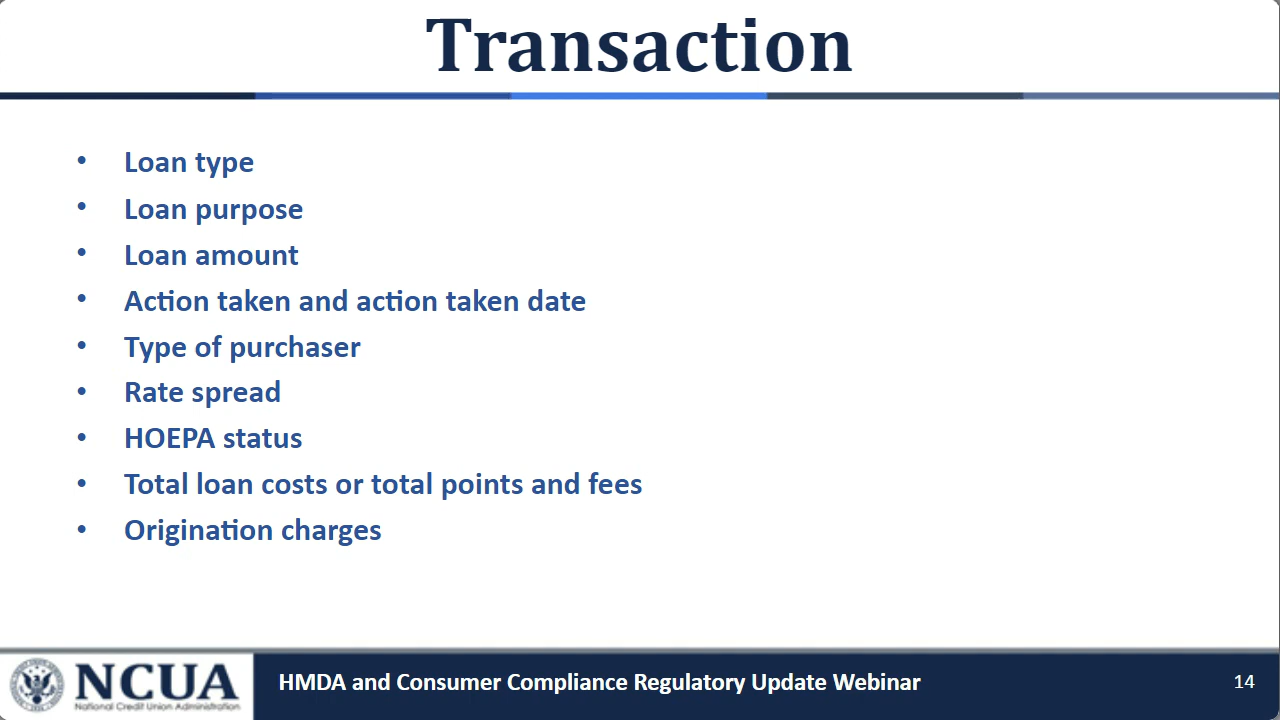 Transaction
• Loan type
• Loan purpose
• Loan amount
• Action taken and action taken date
• Type of purchaser
• Rate spread
• HOEPA status
• Total loan costs or total points and fees
• Origination charges
NCUA
National Credit Union Administration
HMDA and Consumer Compliance Regulatory Update Webinar
14